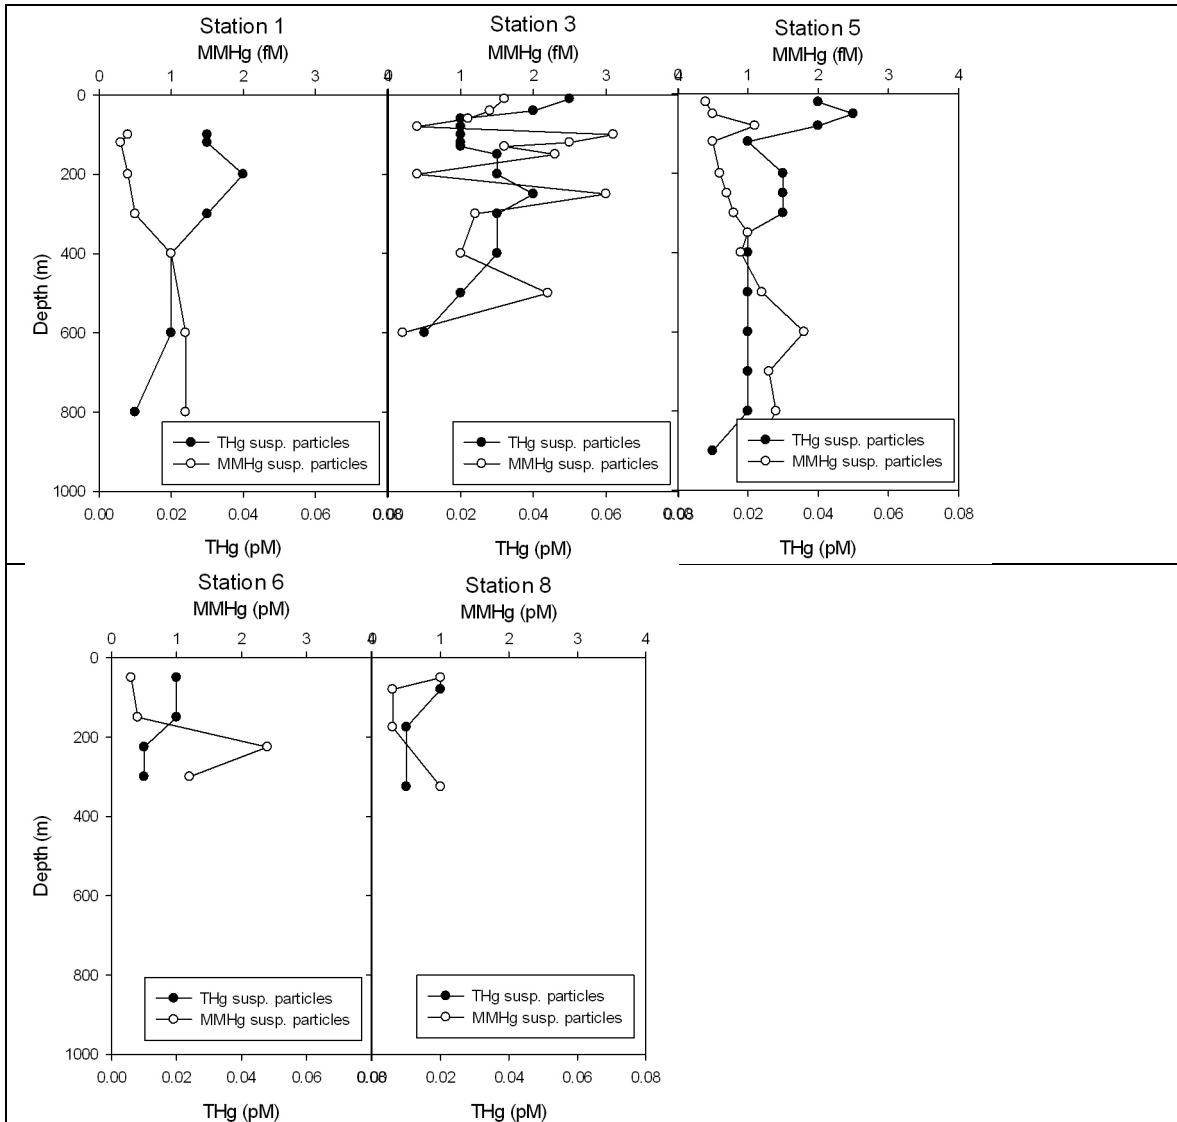 Station 1
MMHg (fM)
Station 3
MMHg (fM)
Station 5
MMHg (fM)
0 1 2 3 4
0 1 2 3 4
0 1 2 3 4
0
200
400
600
800
1000
Depth (m)
THg susp. particles
MMHg susp. particles
THg susp. particles
MMHg susp. particles
THg susp. particles
MMHg susp. particles
0.00 0.02 0.04 0.06 0.08
0.00 0.02 0.04 0.06 0.08
0.00 0.02 0.04 0.06 0.08
THg (pM)
THg (pM)
THg (pM)
Station 6
MMHg (pM)
Station 8
MMHg (pM)
0 1 2 3 4
0 1 2 3 4
0
200
400
600
800
1000
Depth (m)
THg susp. particles
MMHg susp. particles
THg susp. particles
MMHg susp. particles
0.00 0.02 0.04 0.06 0.08
0.00 0.02 0.04 0.06 0.08
THg (pM)
THg (pM)